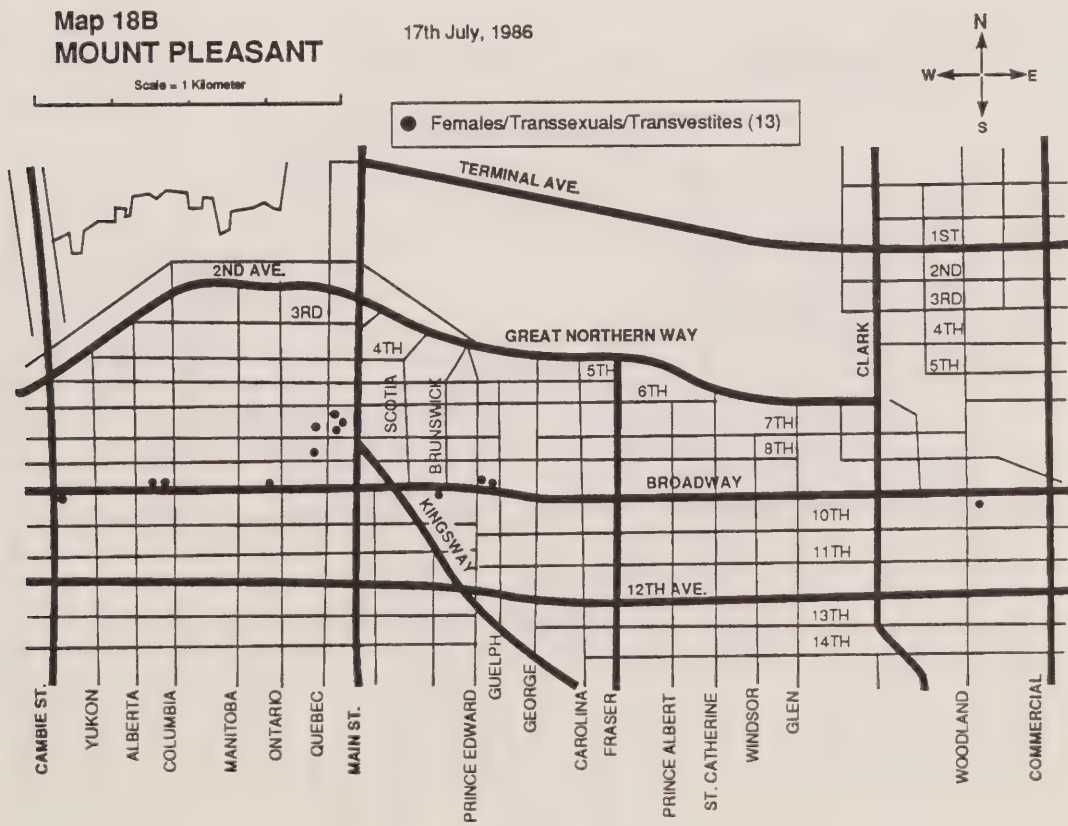 Map 18B
MOUNT PLEASANT
17th July, 1986
Scale = 1 Kilometer
N
W
E
S
Females/Transsexuals/Transvestites (13)
TERMINAL AVE.
1ST
2ND AVE.
2ND
3RD
3RD
GREAT NORTHERN WAY
4TH
4TH
CLARK
5TH
5TH
SCOTIA
BRUNSWICK
6TH
7TH
8TH
BROADWAY
KINGSWAY
10TH
11TH
12TH AVE.
13TH
14TH
CAMBIE ST.
YUKON
ALBERTA
COLUMBIA
MANITOBA
ONTARIO
QUEBEC
MAIN ST.
PRINCE EDWARD
GUELPH
GEORGE
CAROLINA
FRASER
PRINCE ALBERT
ST. CATHERINE
WINDSOR
GLEN
WOODLAND
COMMERCIAL